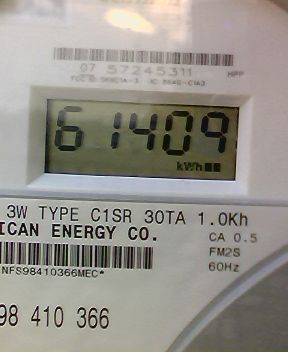 07 57245311 MPP
61409
kWh
3W TYPE C1SR 30TA 1.0Kh
ICAN ENERGY CO. CA 0.5
FM2S
NFS98410366MEC* 60Hz
98 410 366